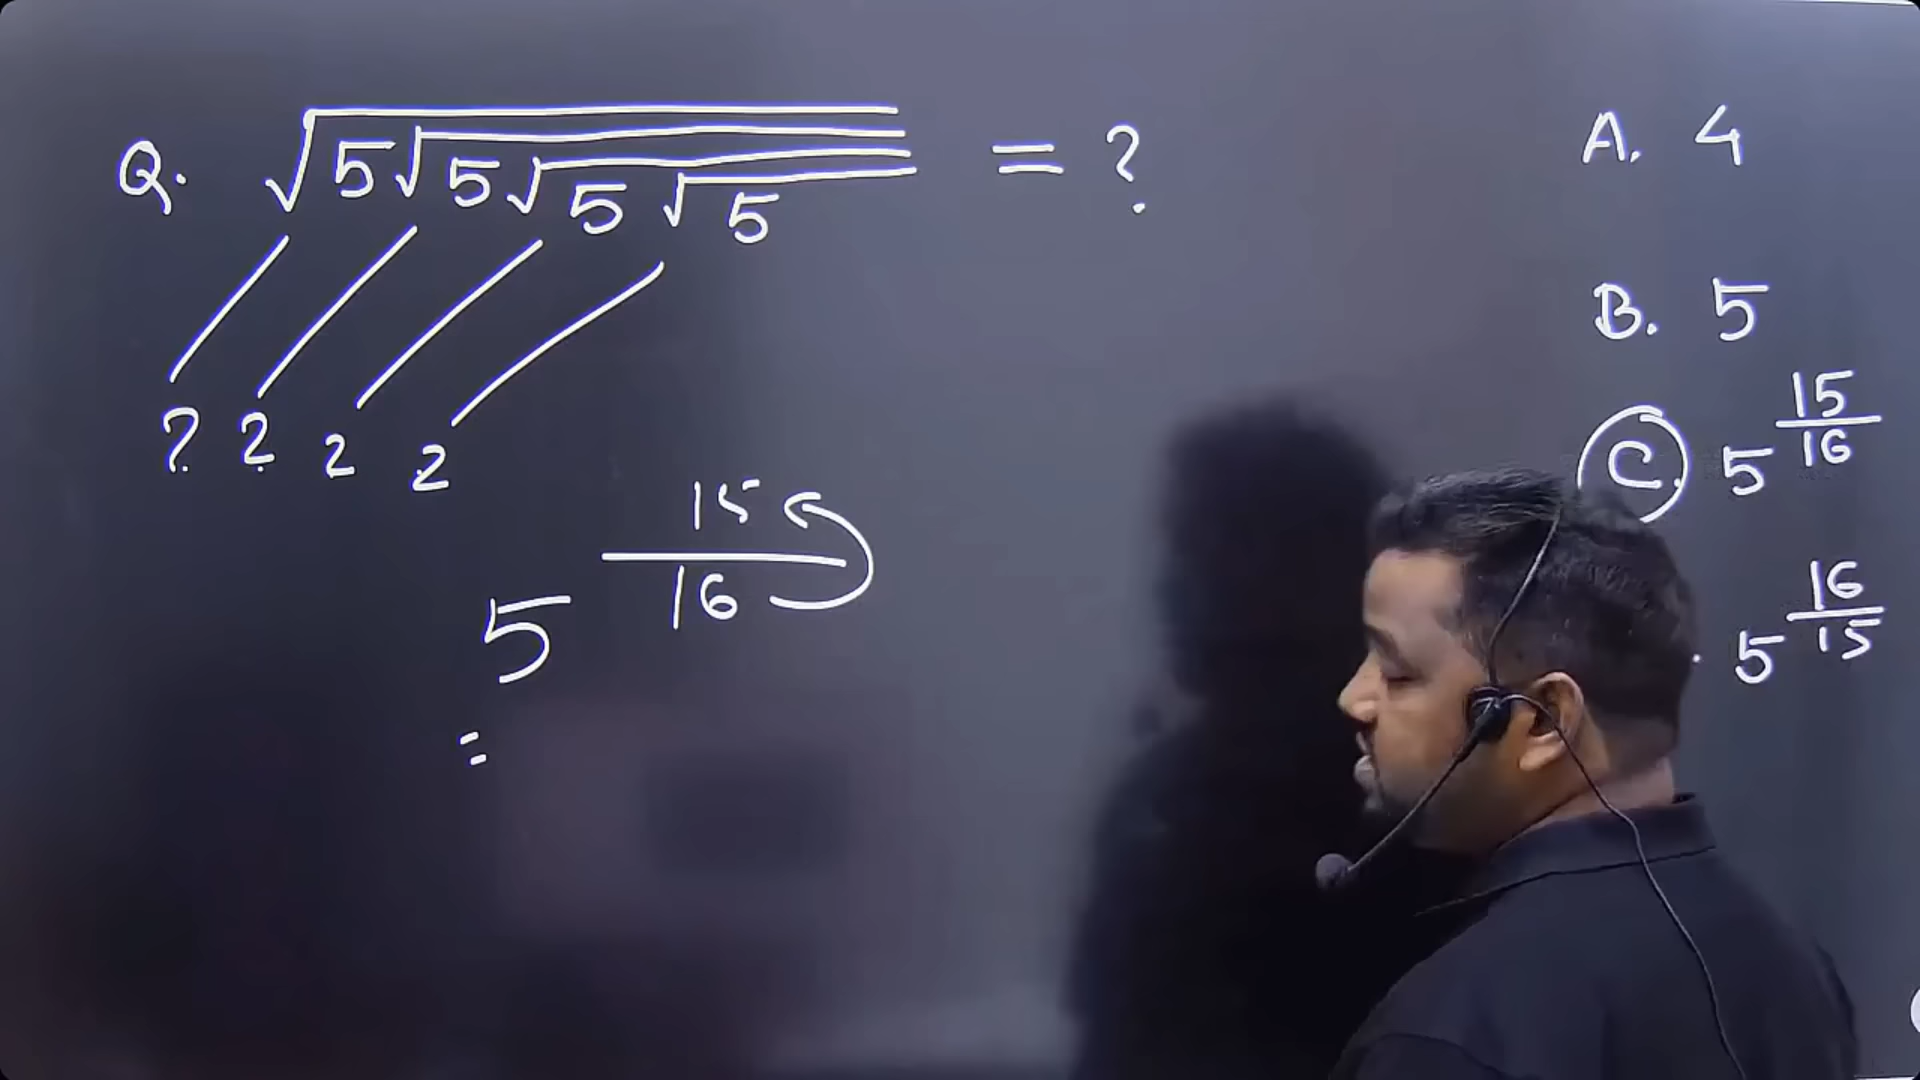 Q. √5√5√5√5 = ?
? ? 2 2
5^(15/16)
=
A. 4
B. 5
C. 5^(15/16)
. 5^(16/15)